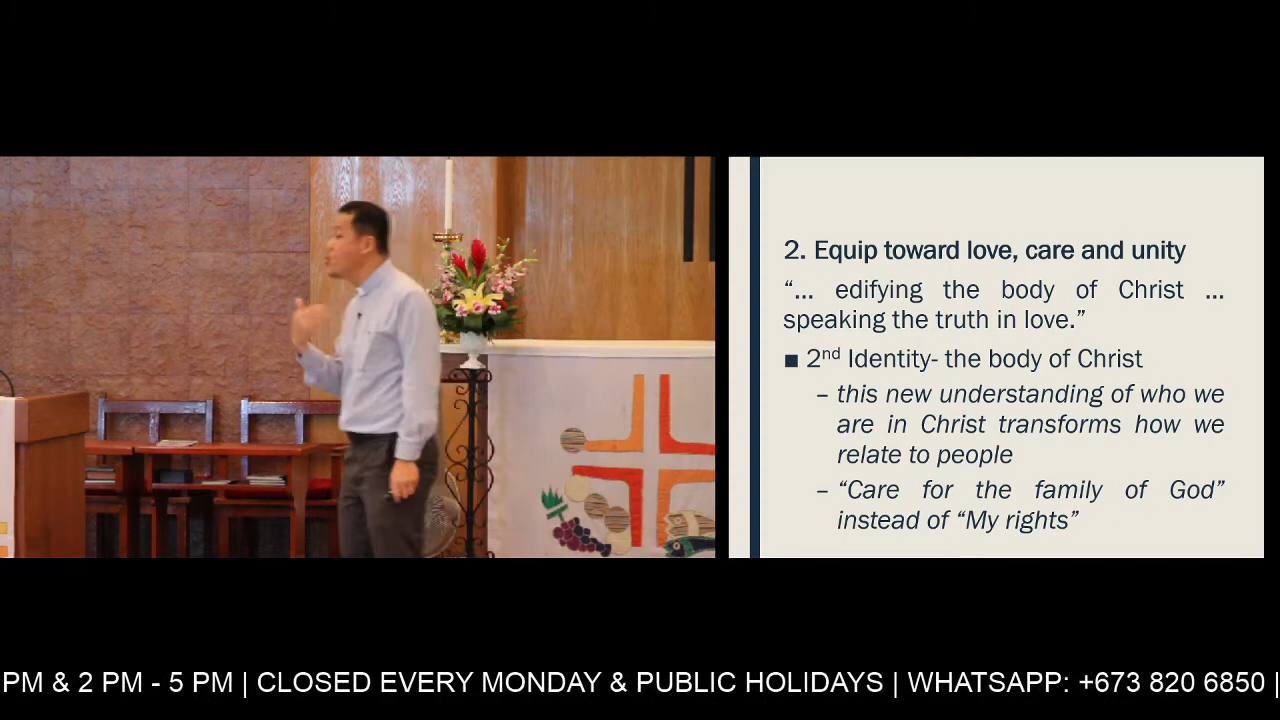 2. Equip toward love, care and unity
“... edifying the body of Christ ...
speaking the truth in love.”
■ 2nd Identity- the body of Christ
– this new understanding of who we
are in Christ transforms how we
relate to people
– “Care for the family of God”
instead of “My rights”
PM & 2 PM - 5 PM | CLOSED EVERY MONDAY & PUBLIC HOLIDAYS | WHATSAPP: +673 820 6850 |